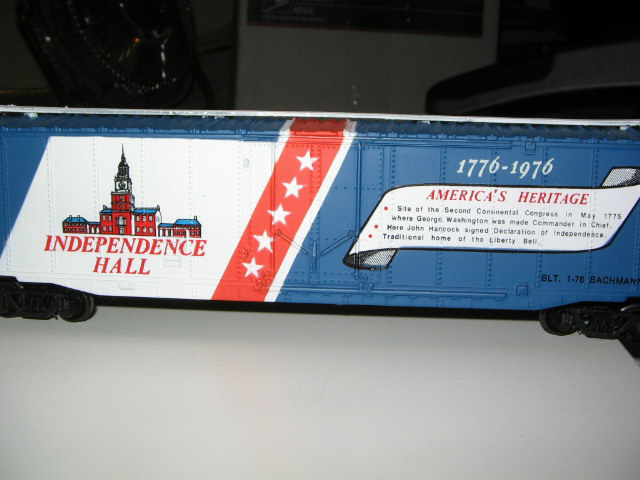 INDEPENDENCE
HALL
1776-1976
AMERICA'S HERITAGE
• Site of the Second Continental Congress in May 1775
where George Washington was made Commander in Chief.
• Here John Hancock signed Declaration of Independence.
• Traditional home of the Liberty Bell.
BLT. 1-76 BACHMANN